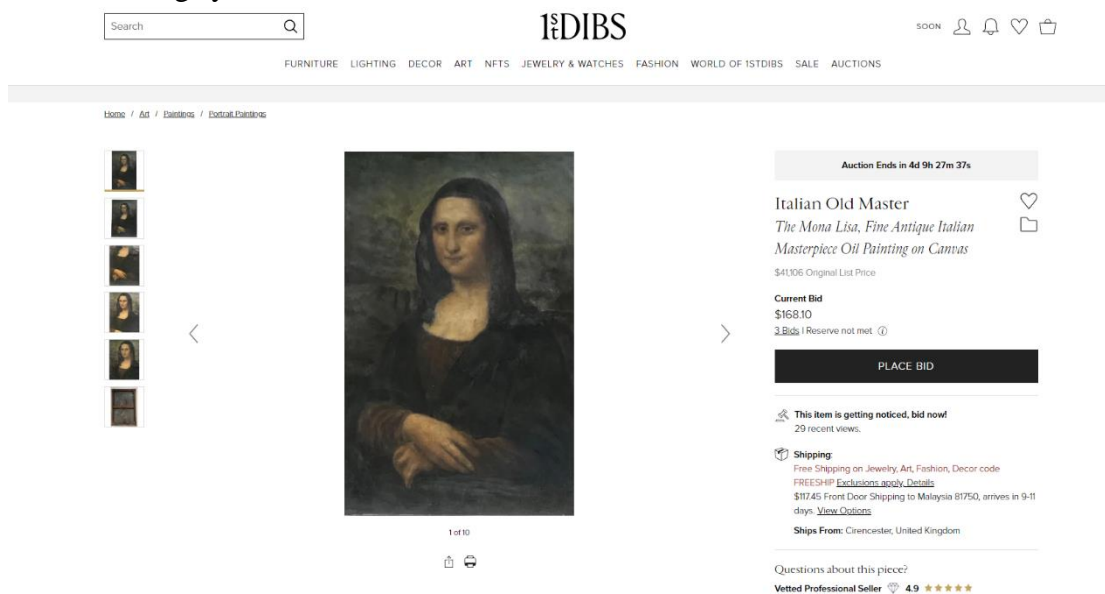 Search
1STDIBS
SOON
FURNITURE LIGHTING DECOR ART NFTS JEWELRY & WATCHES FASHION WORLD OF 1STDIBS SALE AUCTIONS
Home / Art / Paintings / Portrait Paintings
Auction Ends in 4d 9h 27m 37s
Italian Old Master
The Mona Lisa, Fine Antique Italian
Masterpiece Oil Painting on Canvas
$41,106 Original List Price
Current Bid
$168.10
3 Bids | Reserve not met
PLACE BID
This item is getting noticed, bid now!
29 recent views.
Shipping:
Free Shipping on Jewelry, Art, Fashion, Decor code
FREESHIP Exclusions apply, Details
$117.45 Front Door Shipping to Malaysia 81750, arrives in 9-11
days. View Options
Ships From: Cirencester, United Kingdom
1 of 10
Questions about this piece?
Vetted Professional Seller 4.9 ★★★★★